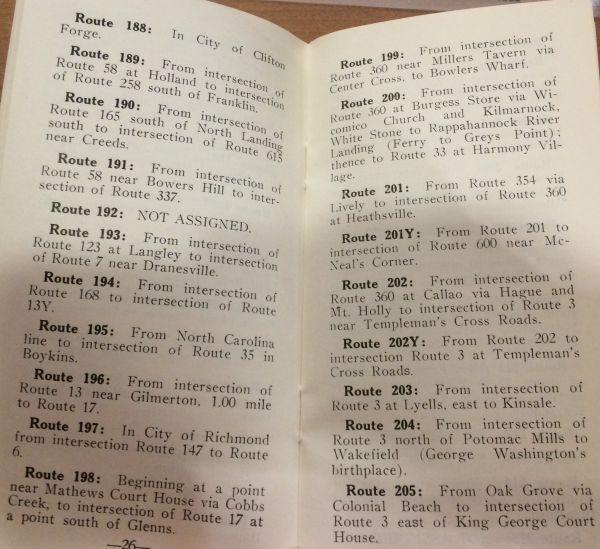 Route 188: In City of Clifton
Forge.
Route 189: From intersection of
Route 58 at Holland to intersection
of Route 258 south of Franklin.
Route 190: From intersection of
Route 165 south of North Landing
south to intersection of Route 615
near Creeds.
Route 191: From intersection of
Route 58 near Bowers Hill to inter-
section of Route 337.
Route 192: NOT ASSIGNED.
Route 193: From intersection of
Route 123 at Langley to intersection
of Route 7 near Dranesville.
Route 194: From intersection of
Route 168 to intersection of Route
13Y.
Route 195: From North Carolina
line to intersection of Route 35 in
Boykins.
Route 196: From intersection of
Route 13 near Gilmerton, 1.00 mile
to Route 17.
Route 197: In City of Richmond
from intersection Route 147 to Route
6.
Route 198: Beginning at a point
near Mathews Court House via Cobbs
Creek, to intersection of Route 17 at
a point south of Glenns.
—26—
Route 199: From intersection of
Route 360 near Millers Tavern via
Center Cross, to Bowlers Wharf.
Route 200: From intersection of
Route 360 at Burgess Store via Wi-
comico Church and Kilmarnock,
White Stone to Rappahannock River
Landing (Ferry to Greys Point);
thence to Route 33 at Harmony Vil-
lage.
Route 201: From Route 354 via
Lively to intersection of Route 360
at Heathsville.
Route 201Y: From Route 201 to
intersection of Route 600 near Mc-
Neal's Corner.
Route 202: From intersection of
Route 360 at Callao via Hague and
Mt. Holly to intersection of Route 3
near Templeman's Cross Roads.
Route 202Y: From Route 202 to
intersection Route 3 at Templeman's
Cross Roads.
Route 203: From intersection of
Route 3 at Lyells, east to Kinsale.
Route 204: From intersection of
Route 3 north of Potomac Mills to
Wakefield (George Washington's
birthplace).
Route 205: From Oak Grove via
Colonial Beach to intersection of
Route 3 east of King George Court
House.